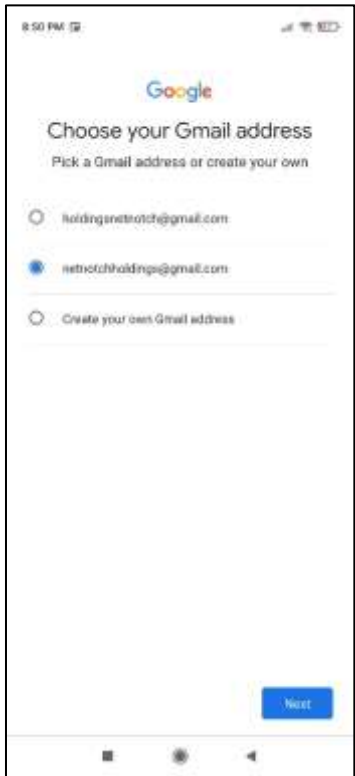 8:50 PM
Google
Choose your Gmail address
Pick a Gmail address or create your own
holdingsnetnotch@gmail.com
netnotchholdings@gmail.com
Create your own Gmail address
Next